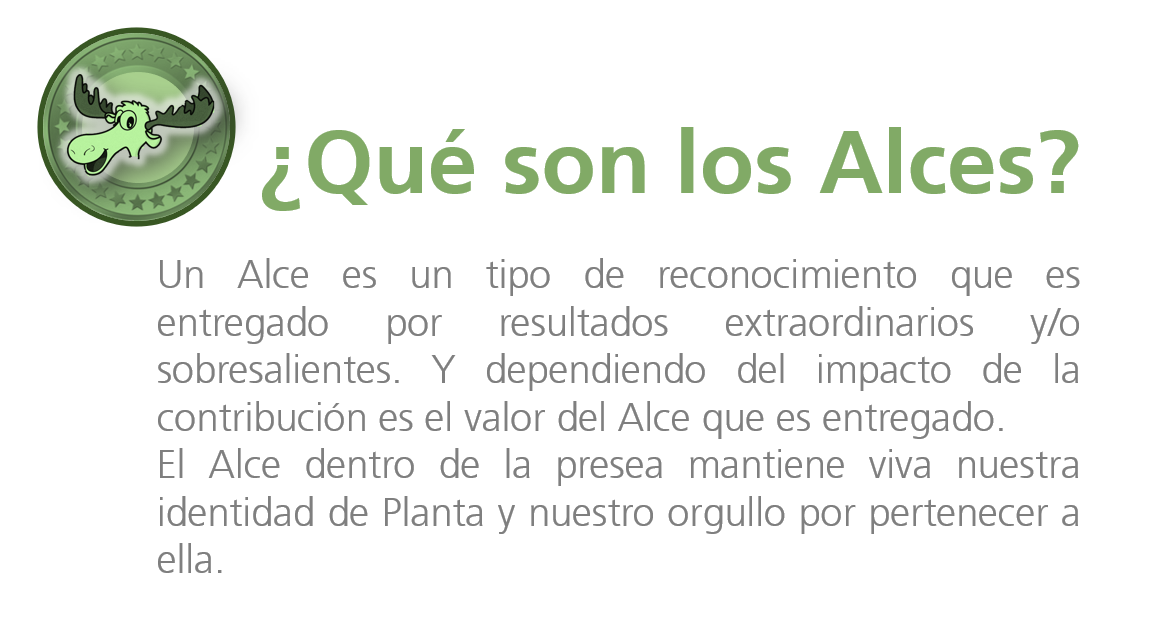 ¿Qué son los Alces?
Un Alce es un tipo de reconocimiento que es
entregado por resultados extraordinarios y/o
sobresalientes. Y dependiendo del impacto de la
contribución es el valor del Alce que es entregado.
El Alce dentro de la presea mantiene viva nuestra
identidad de Planta y nuestro orgullo por pertenecer a
ella.